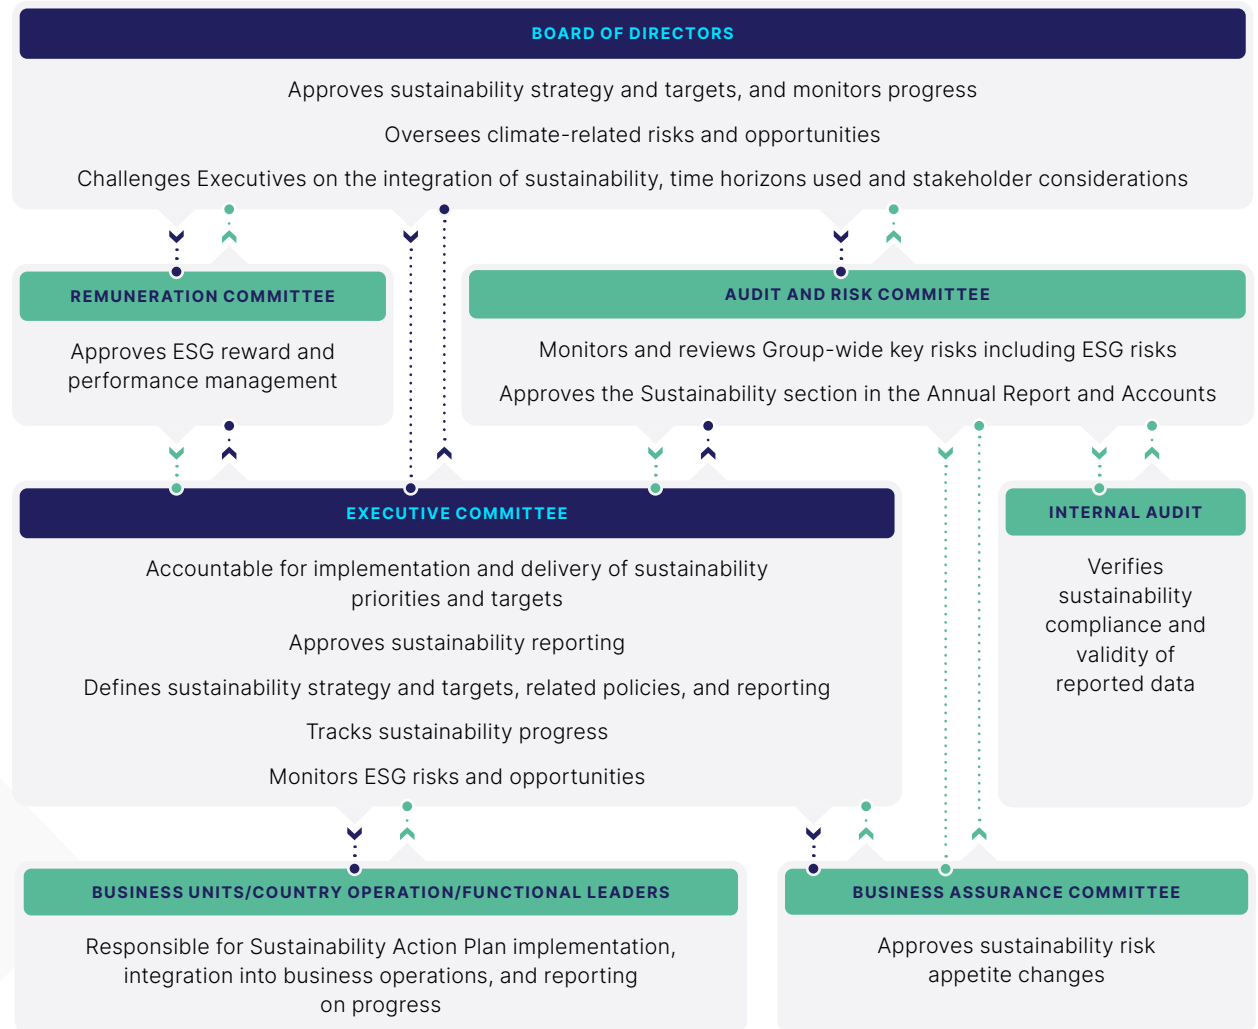 BOARD OF DIRECTORS
Approves sustainability strategy and targets, and monitors progress
Oversees climate-related risks and opportunities
Challenges Executives on the integration of sustainability, time horizons used and stakeholder considerations
REMUNERATION COMMITTEE
Approves ESG reward and
performance management
AUDIT AND RISK COMMITTEE
Monitors and reviews Group-wide key risks including ESG risks
Approves the Sustainability section in the Annual Report and Accounts
EXECUTIVE COMMITTEE
Accountable for implementation and delivery of sustainability
priorities and targets
Approves sustainability reporting
Defines sustainability strategy and targets, related policies, and reporting
Tracks sustainability progress
Monitors ESG risks and opportunities
INTERNAL AUDIT
Verifies
sustainability
compliance and
validity of
reported data
BUSINESS UNITS/COUNTRY OPERATION/FUNCTIONAL LEADERS
Responsible for Sustainability Action Plan implementation,
integration into business operations, and reporting
on progress
BUSINESS ASSURANCE COMMITTEE
Approves sustainability risk
appetite changes